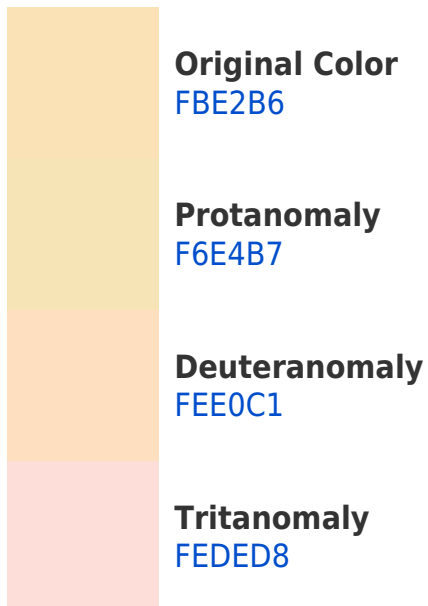 Original Color
FBE2B6
Protanomaly
F6E4B7
Deuteranomaly
FEE0C1
Tritanomaly
FEDED8